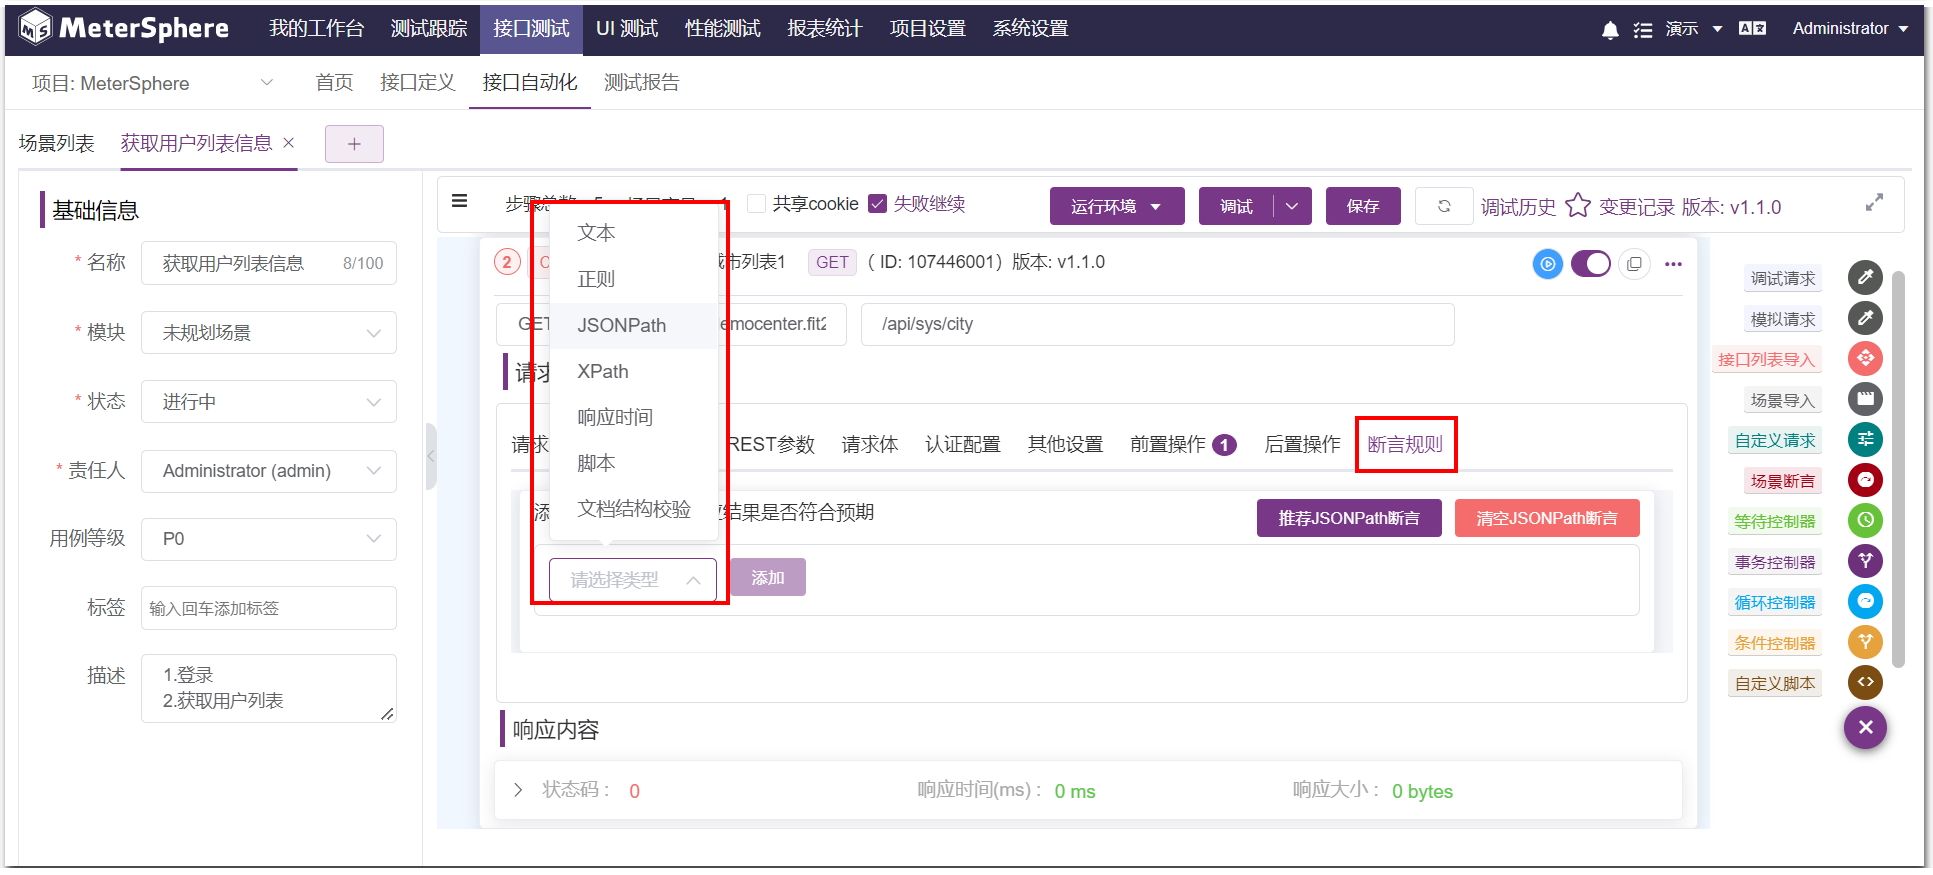 MeterSphere 我的工作台 测试跟踪 接口测试 UI 测试 性能测试 报表统计 项目设置 系统设置 演示 Administrator
项目: MeterSphere 首页 接口定义 接口自动化 测试报告
场景列表 获取用户列表信息
基础信息
* 名称 获取用户列表信息 8/100
* 模块 未规划场景
* 状态 进行中
* 责任人 Administrator (admin)
用例等级 P0
标签 输入回车添加标签
描述 1.登录
2.获取用户列表
共享cookie 失败继续 运行环境 调试 保存 调试历史 变更记录 版本: v1.1.0
2 市列表1 GET ( ID: 107446001) 版本: v1.1.0
GET emocenter.fit2 /api/sys/city
请求
请求 REST参数 请求体 认证配置 其他设置 前置操作 1 后置操作 断言规则
结果是否符合预期 推荐JSONPath断言 清空JSONPath断言
文本
正则
JSONPath
XPath
响应时间
脚本
文档结构校验
请选择类型 添加
响应内容
状态码： 0 响应时间(ms)： 0 ms 响应大小： 0 bytes
调试请求
模拟请求
接口列表导入
场景导入
自定义请求
场景断言
等待控制器
事务控制器
循环控制器
条件控制器
自定义脚本